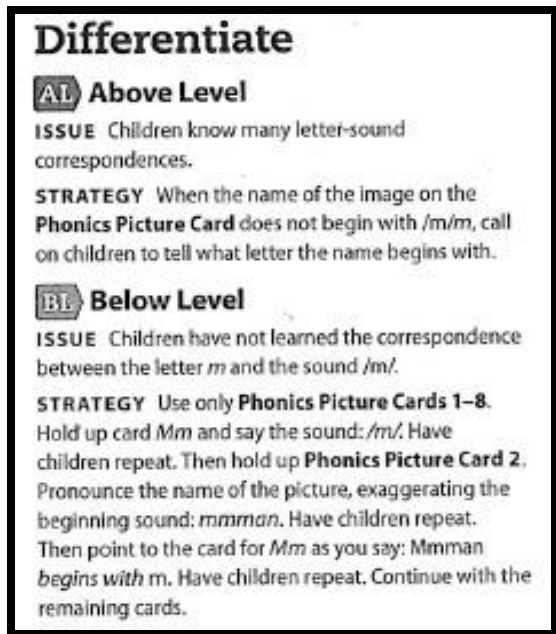 Differentiate
AL Above Level
ISSUE Children know many letter-sound
correspondences.
STRATEGY When the name of the image on the
Phonics Picture Card does not begin with /m/m, call
on children to tell what letter the name begins with.
BL Below Level
ISSUE Children have not learned the correspondence
between the letter m and the sound /m/.
STRATEGY Use only Phonics Picture Cards 1–8.
Hold up card Mm and say the sound: /m/. Have
children repeat. Then hold up Phonics Picture Card 2.
Pronounce the name of the picture, exaggerating the
beginning sound: mmman. Have children repeat.
Then point to the card for Mm as you say: Mmman
begins with m. Have children repeat. Continue with the
remaining cards.